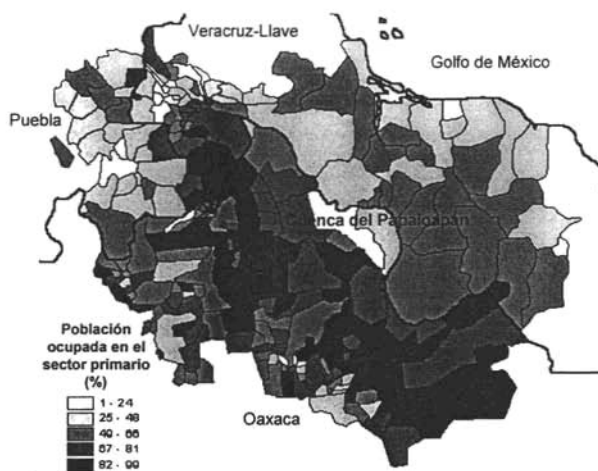 Veracruz-Llave
Golfo de México
Puebla
Cuenca del Papaloapan
Población
ocupada en el
sector primario
(%)
1 - 24
25 - 48
49 - 66
67 - 81
82 - 99
Oaxaca